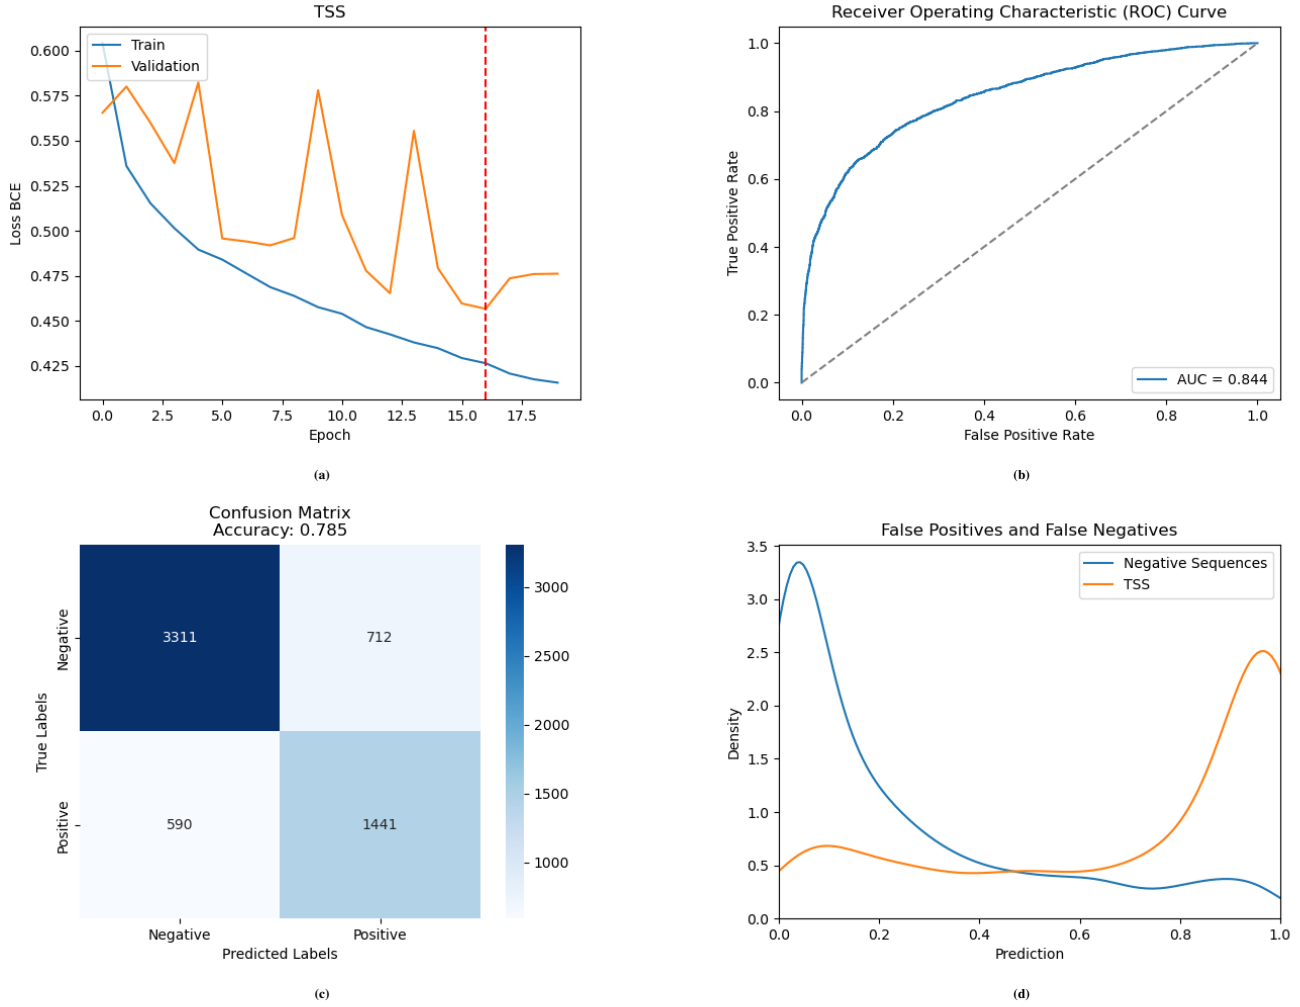 TSS
Train
Validation
0.600
0.575
0.550
0.525
0.500
0.475
0.450
0.425
Loss BCE
0.0 2.5 5.0 7.5 10.0 12.5 15.0 17.5
Epoch
(a)
Receiver Operating Characteristic (ROC) Curve
1.0
0.8
0.6
0.4
0.2
0.0
True Positive Rate
AUC = 0.844
0.0 0.2 0.4 0.6 0.8 1.0
False Positive Rate
(b)
Confusion Matrix
Accuracy: 0.785
True Labels
Negative
3311 712
Positive
590 1441
Negative Positive
Predicted Labels
3000
2500
2000
1500
1000
(c)
False Positives and False Negatives
Negative Sequences
TSS
3.5
3.0
2.5
2.0
1.5
1.0
0.5
0.0
Density
0.0 0.2 0.4 0.6 0.8 1.0
Prediction
(d)